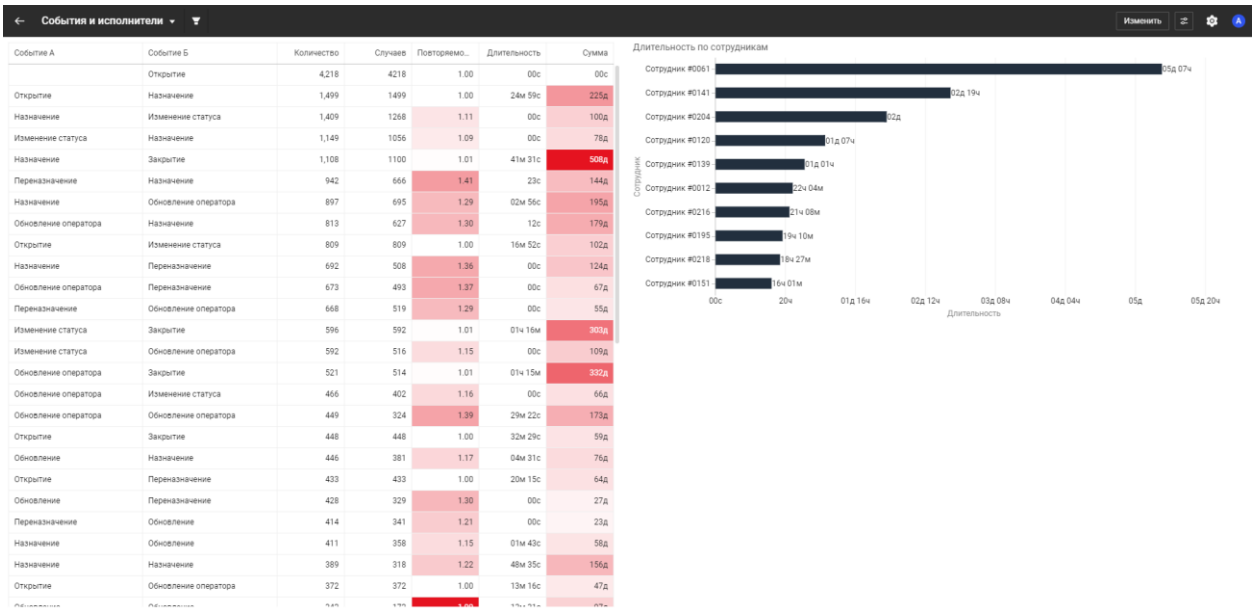 События и исполнители
Изменить
A
Событие А Событие Б Количество Случаев Повторяемо... Длительность Сумма
Открытие 4,218 4218 1.00 00с 00с
Открытие Назначение 1,499 1499 1.00 24м 59с 225д
Назначение Изменение статуса 1,409 1268 1.11 00с 100д
Изменение статуса Назначение 1,149 1056 1.09 00с 78д
Назначение Закрытие 1,108 1100 1.01 41м 31с 508д
Переназначение Назначение 942 666 1.41 23с 144д
Назначение Обновление оператора 897 695 1.29 02м 56с 195д
Обновление оператора Назначение 813 627 1.30 12с 179д
Открытие Изменение статуса 809 809 1.00 16м 52с 102д
Назначение Переназначение 692 508 1.36 00с 124д
Обновление оператора Переназначение 673 493 1.37 00с 67д
Переназначение Обновление оператора 668 519 1.29 00с 55д
Изменение статуса Закрытие 596 592 1.01 01ч 16м 303д
Изменение статуса Обновление оператора 592 516 1.15 00с 109д
Обновление оператора Закрытие 521 514 1.01 01ч 15м 332д
Обновление оператора Изменение статуса 466 402 1.16 00с 66д
Обновление оператора Обновление оператора 449 324 1.39 29м 22с 173д
Открытие Закрытие 448 448 1.00 32м 29с 59д
Обновление Назначение 446 381 1.17 04м 31с 76д
Открытие Переназначение 433 433 1.00 20м 15с 64д
Обновление Переназначение 428 329 1.30 00с 27д
Переназначение Обновление 414 341 1.21 00с 23д
Назначение Обновление 411 358 1.15 01м 43с 58д
Назначение Назначение 389 318 1.22 48м 35с 156д
Открытие Обновление оператора 372 372 1.00 13м 16с 47д
Длительность по сотрудникам
Сотрудник
Сотрудник #0061 05д 07ч
Сотрудник #0141 02д 19ч
Сотрудник #0204 02д
Сотрудник #0120 01д 07ч
Сотрудник #0139 01д 01ч
Сотрудник #0012 22ч 04м
Сотрудник #0216 21ч 08м
Сотрудник #0195 19ч 10м
Сотрудник #0218 18ч 27м
Сотрудник #0151 16ч 01м
00с 20ч 01д 16ч 02д 12ч 03д 08ч 04д 04ч 05д 05д 20ч
Длительность